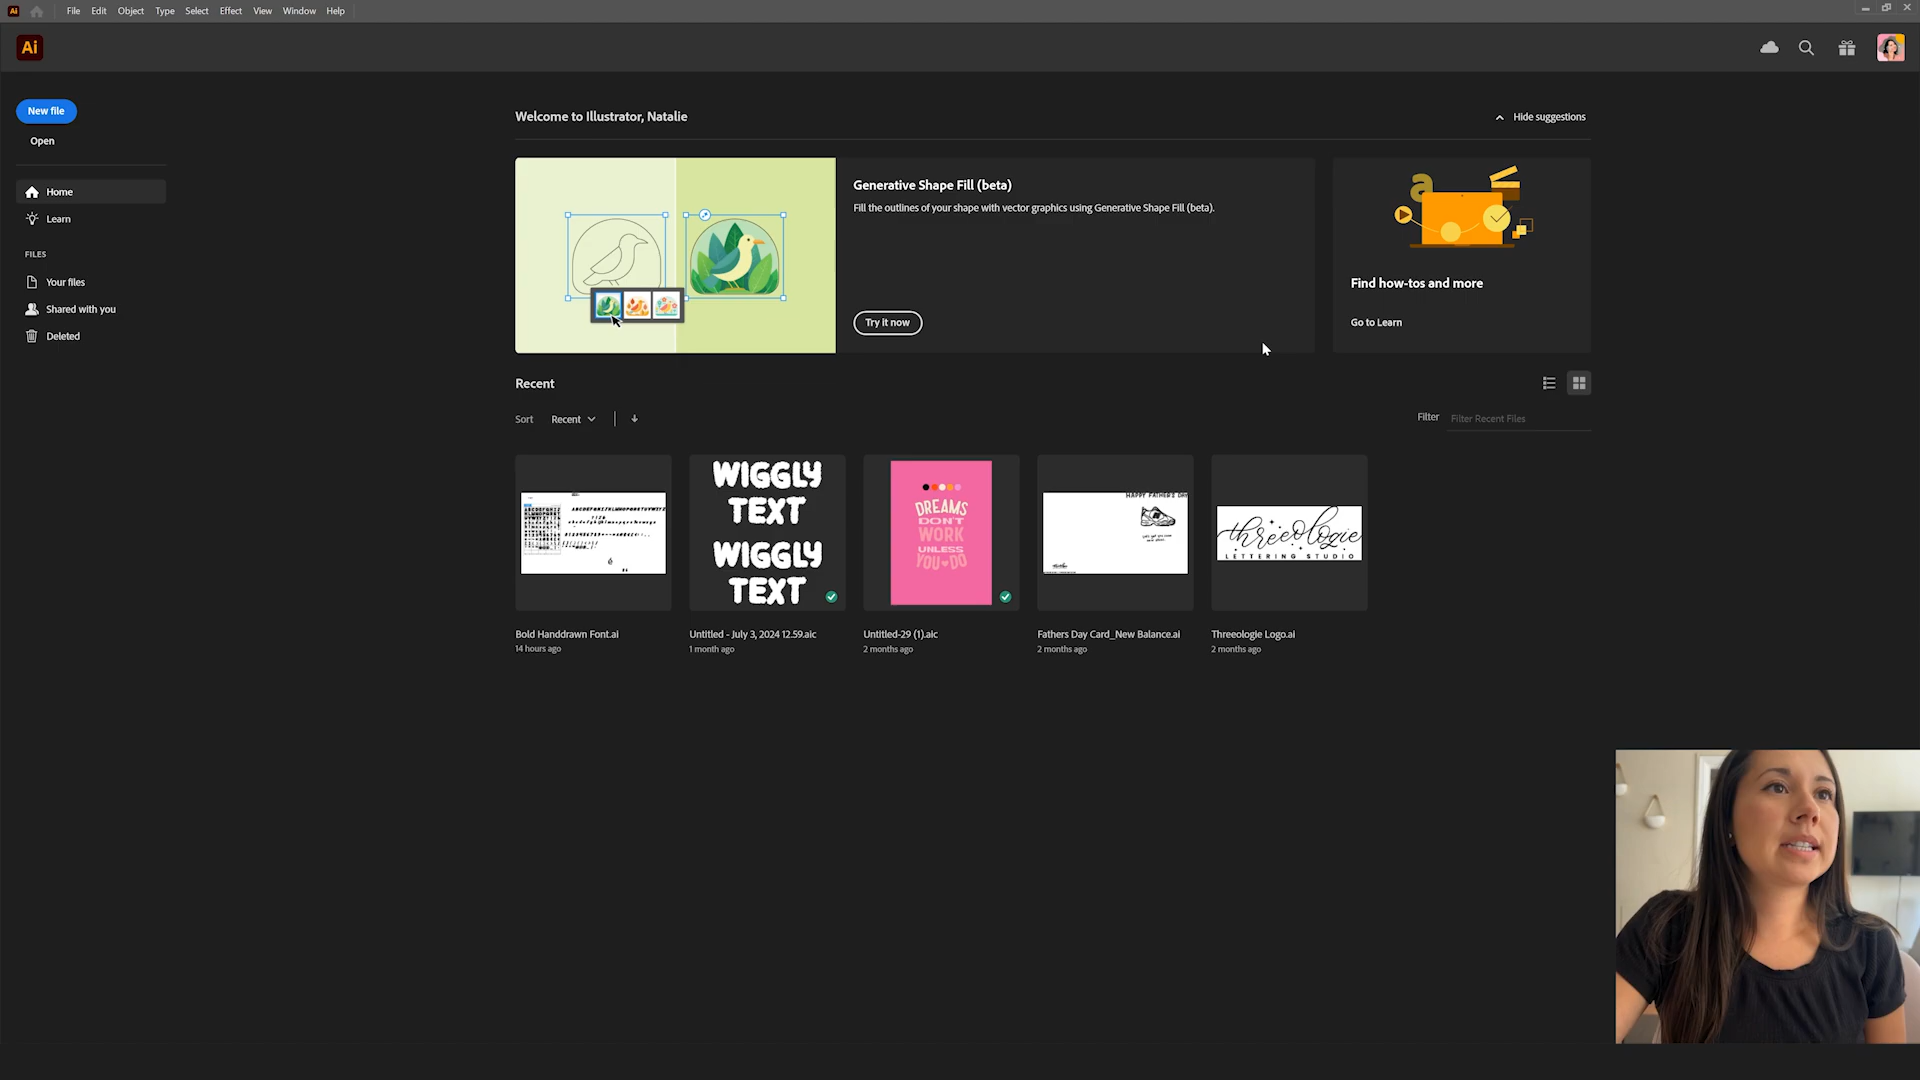 Ai File Edit Object Type Select Effect View Window Help
Ai
New file
Open
Home
Learn
FILES
Your files
Shared with you
Deleted
Welcome to Illustrator, Natalie
Hide suggestions
Generative Shape Fill (beta)
Fill the outlines of your shape with vector graphics using Generative Shape Fill (beta).
Try it now
a
Find how-tos and more
Go to Learn
Recent
Sort Recent
Filter Filter Recent Files
WIGGLY
TEXT
WIGGLY
TEXT
DREAMS
DON'T
WORK
UNLESS
YOU DO
HAPPY FATHER'S DAY
threeologie
LETTERING STUDIO
Bold Handdrawn Font.ai
14 hours ago
Untitled - July 3, 2024 12.59.aic
1 month ago
Untitled-29 (1).aic
2 months ago
Fathers Day Card_New Balance.ai
2 months ago
Threeologie Logo.ai
2 months ago